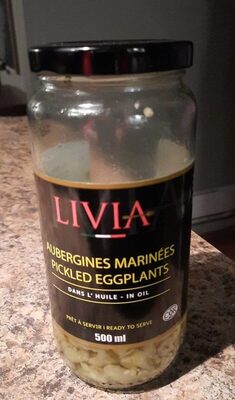 LIVIA
AUBERGINES MARINÉES
PICKLED EGGPLANTS
DANS L'HUILE - IN OIL
PRÊT À SERVIR I READY TO SERVE
500 ml